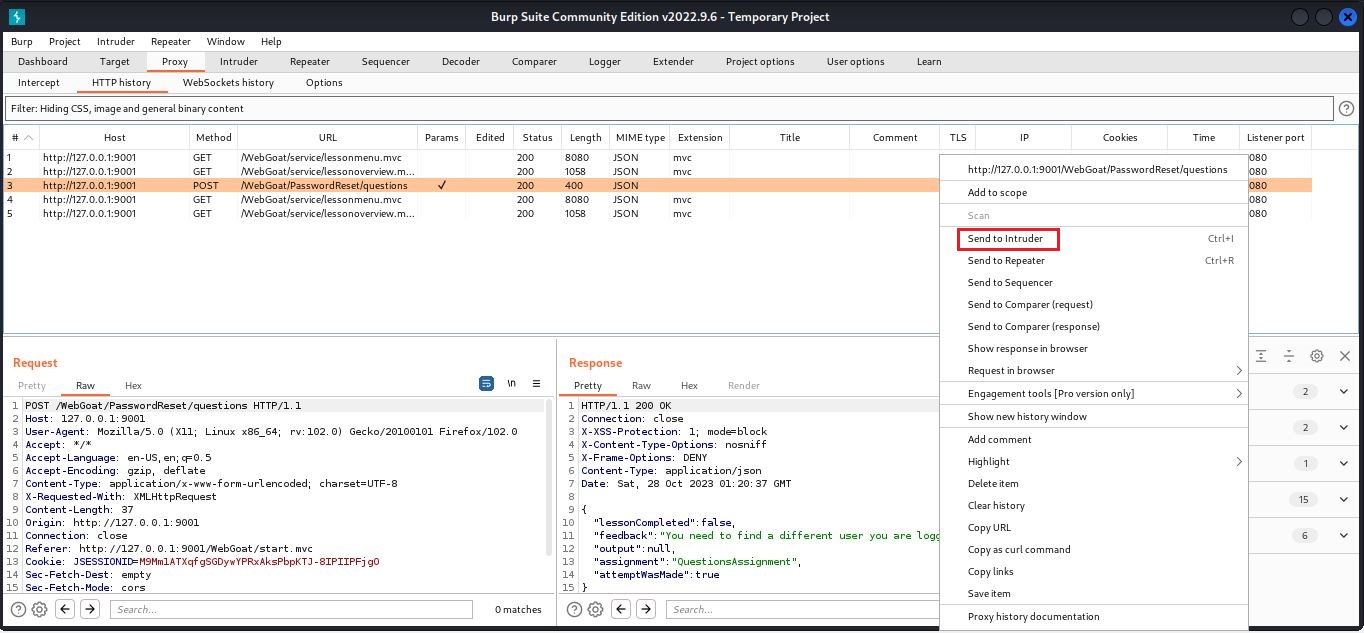 Burp Suite Community Edition v2022.9.6 - Temporary Project
Burp Project Intruder Repeater Window Help
Dashboard Target Proxy Intruder Repeater Sequencer Decoder Comparer Logger Extender Project options User options Learn
Intercept HTTP history WebSockets history Options
Filter: Hiding CSS, image and general binary content
# Host Method URL Params Edited Status Length MIME type Extension Title Comment TLS IP Cookies Time Listener port
1 http://127.0.0.1:9001 GET /WebGoat/service/lessonmenu.mvc 200 8080 JSON mvc
2 http://127.0.0.1:9001 GET /WebGoat/service/lessonoverview.m... 200 1058 JSON mvc 080
3 http://127.0.0.1:9001 POST /WebGoat/PasswordReset/questions ✓ 200 400 JSON 080
4 http://127.0.0.1:9001 GET /WebGoat/service/lessonmenu.mvc 200 8080 JSON mvc 080
5 http://127.0.0.1:9001 GET /WebGoat/service/lessonoverview.m... 200 1058 JSON mvc 080
http://127.0.0.1:9001/WebGoat/PasswordReset/questions 080
Add to scope
Scan
Send to Intruder Ctrl+I
Send to Repeater Ctrl+R
Send to Sequencer
Send to Comparer (request)
Send to Comparer (response)
Show response in browser
Request in browser
Engagement tools [Pro version only]
Show new history window
Add comment
Highlight
Delete item
Clear history
Copy URL
Copy as curl command
Copy links
Save item
Proxy history documentation
Request
Pretty Raw Hex \n
1 POST /WebGoat/PasswordReset/questions HTTP/1.1
2 Host: 127.0.0.1:9001
3 User-Agent: Mozilla/5.0 (X11; Linux x86_64; rv:102.0) Gecko/20100101 Firefox/102.0
4 Accept: */*
5 Accept-Language: en-US,en;q=0.5
6 Accept-Encoding: gzip, deflate
7 Content-Type: application/x-www-form-urlencoded; charset=UTF-8
8 X-Requested-With: XMLHttpRequest
9 Content-Length: 37
10 Origin: http://127.0.0.1:9001
11 Connection: close
12 Referer: http://127.0.0.1:9001/WebGoat/start.mvc
13 Cookie: JSESSIONID=M9Mm1ATXqfgSGDywYPRxAksPbpKTJ-8IPIIPFjgO
14 Sec-Fetch-Dest: empty
15 Sec-Fetch-Mode: cors
Search... 0 matches
Response
Pretty Raw Hex Render
1 HTTP/1.1 200 OK
2 Connection: close
3 X-XSS-Protection: 1; mode=block
4 X-Content-Type-Options: nosniff
5 X-Frame-Options: DENY
6 Content-Type: application/json
7 Date: Sat, 28 Oct 2023 01:20:37 GMT
8
9 {
10 "lessonCompleted":false,
11 "feedback":"You need to find a different user you are logg
12 "output":null,
13 "assignment":"QuestionsAssignment",
14 "attemptWasMade":true
15 }
Search...
2
2
1
15
6